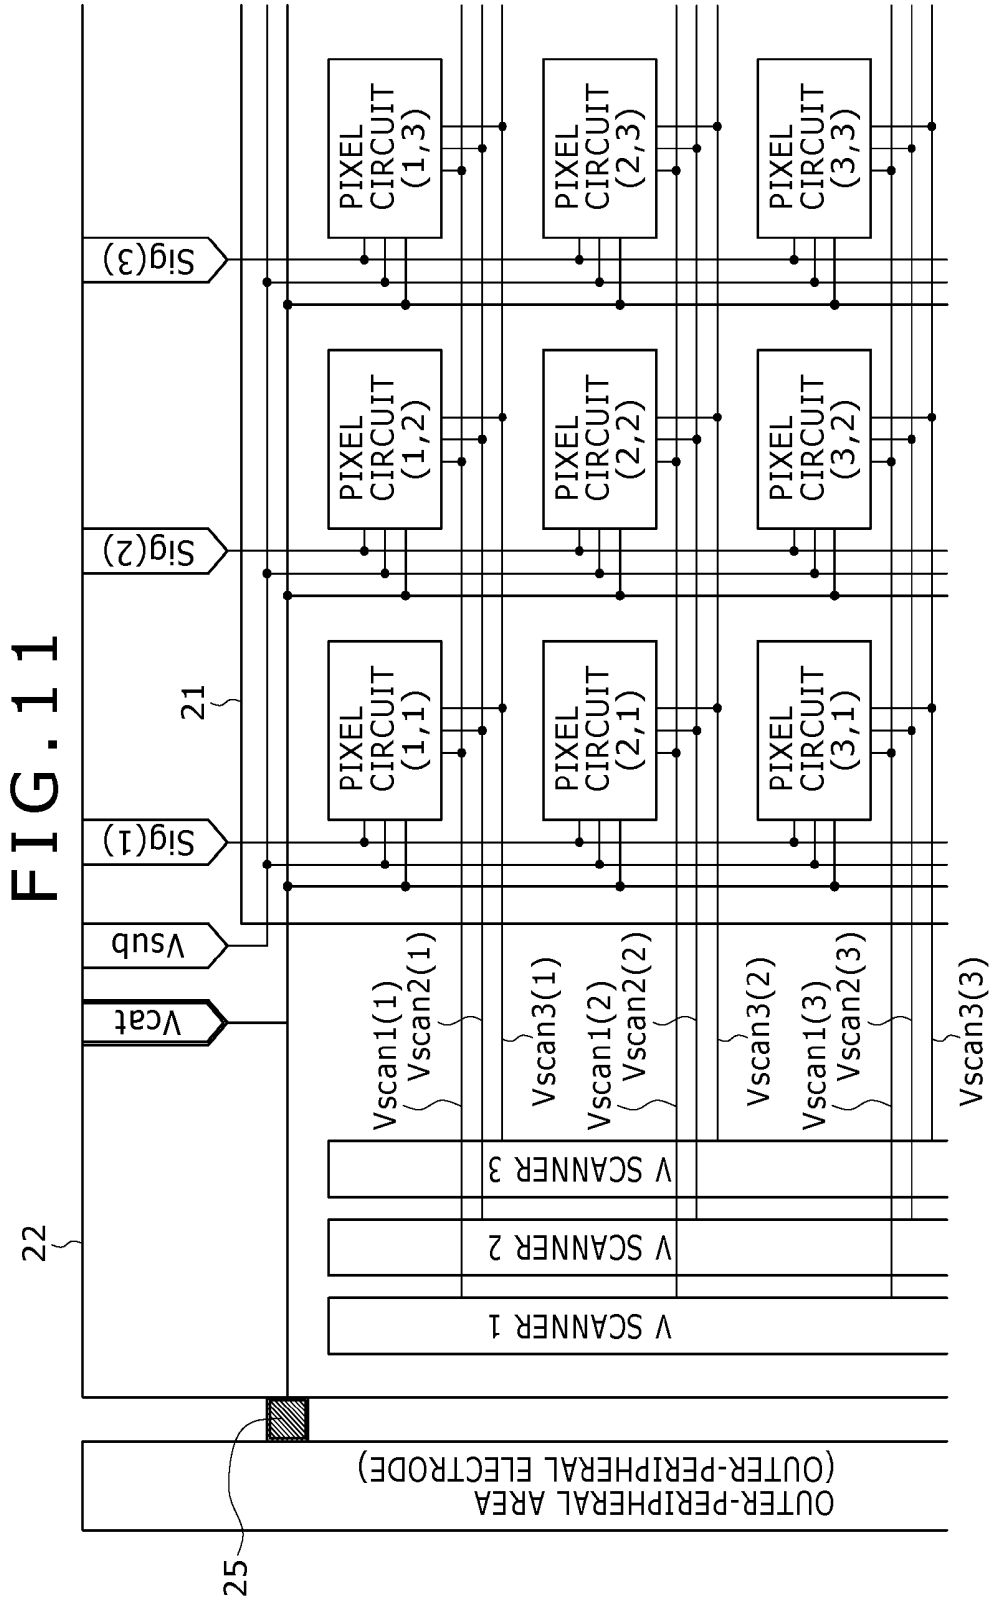 FIG.11
22
21
25
OUTER-PERIPHERAL AREA
(OUTER-PERIPHERAL ELECTRODE)
V SCANNER 1
V SCANNER 2
V SCANNER 3
Vcat
Vsub
Sig(1)
Sig(2)
Sig(3)
Vscan1(1)
Vscan2(1)
Vscan3(1)
Vscan1(2)
Vscan2(2)
Vscan3(2)
Vscan1(3)
Vscan2(3)
Vscan3(3)
PIXEL
CIRCUIT
(1,1)
PIXEL
CIRCUIT
(1,2)
PIXEL
CIRCUIT
(1,3)
PIXEL
CIRCUIT
(2,1)
PIXEL
CIRCUIT
(2,2)
PIXEL
CIRCUIT
(2,3)
PIXEL
CIRCUIT
(3,1)
PIXEL
CIRCUIT
(3,2)
PIXEL
CIRCUIT
(3,3)